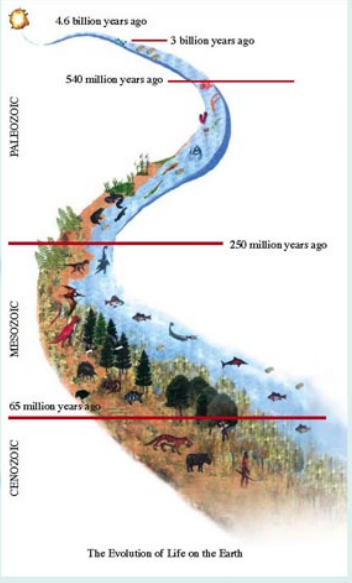 4.6 billion years ago
3 billion years ago
540 million years ago
PALEOZOIC
250 million years ago
MESOZOIC
65 million years ago
CENOZOIC
The Evolution of Life on the Earth